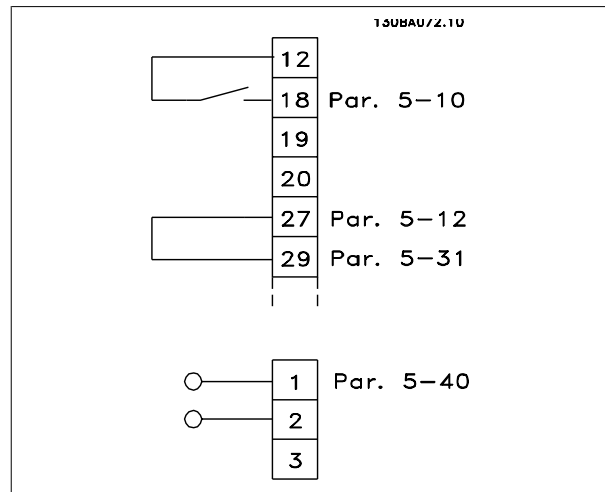 130BA072.10
12
18 Par. 5-10
19
20
27 Par. 5-12
29 Par. 5-31
1 Par. 5-40
2
3